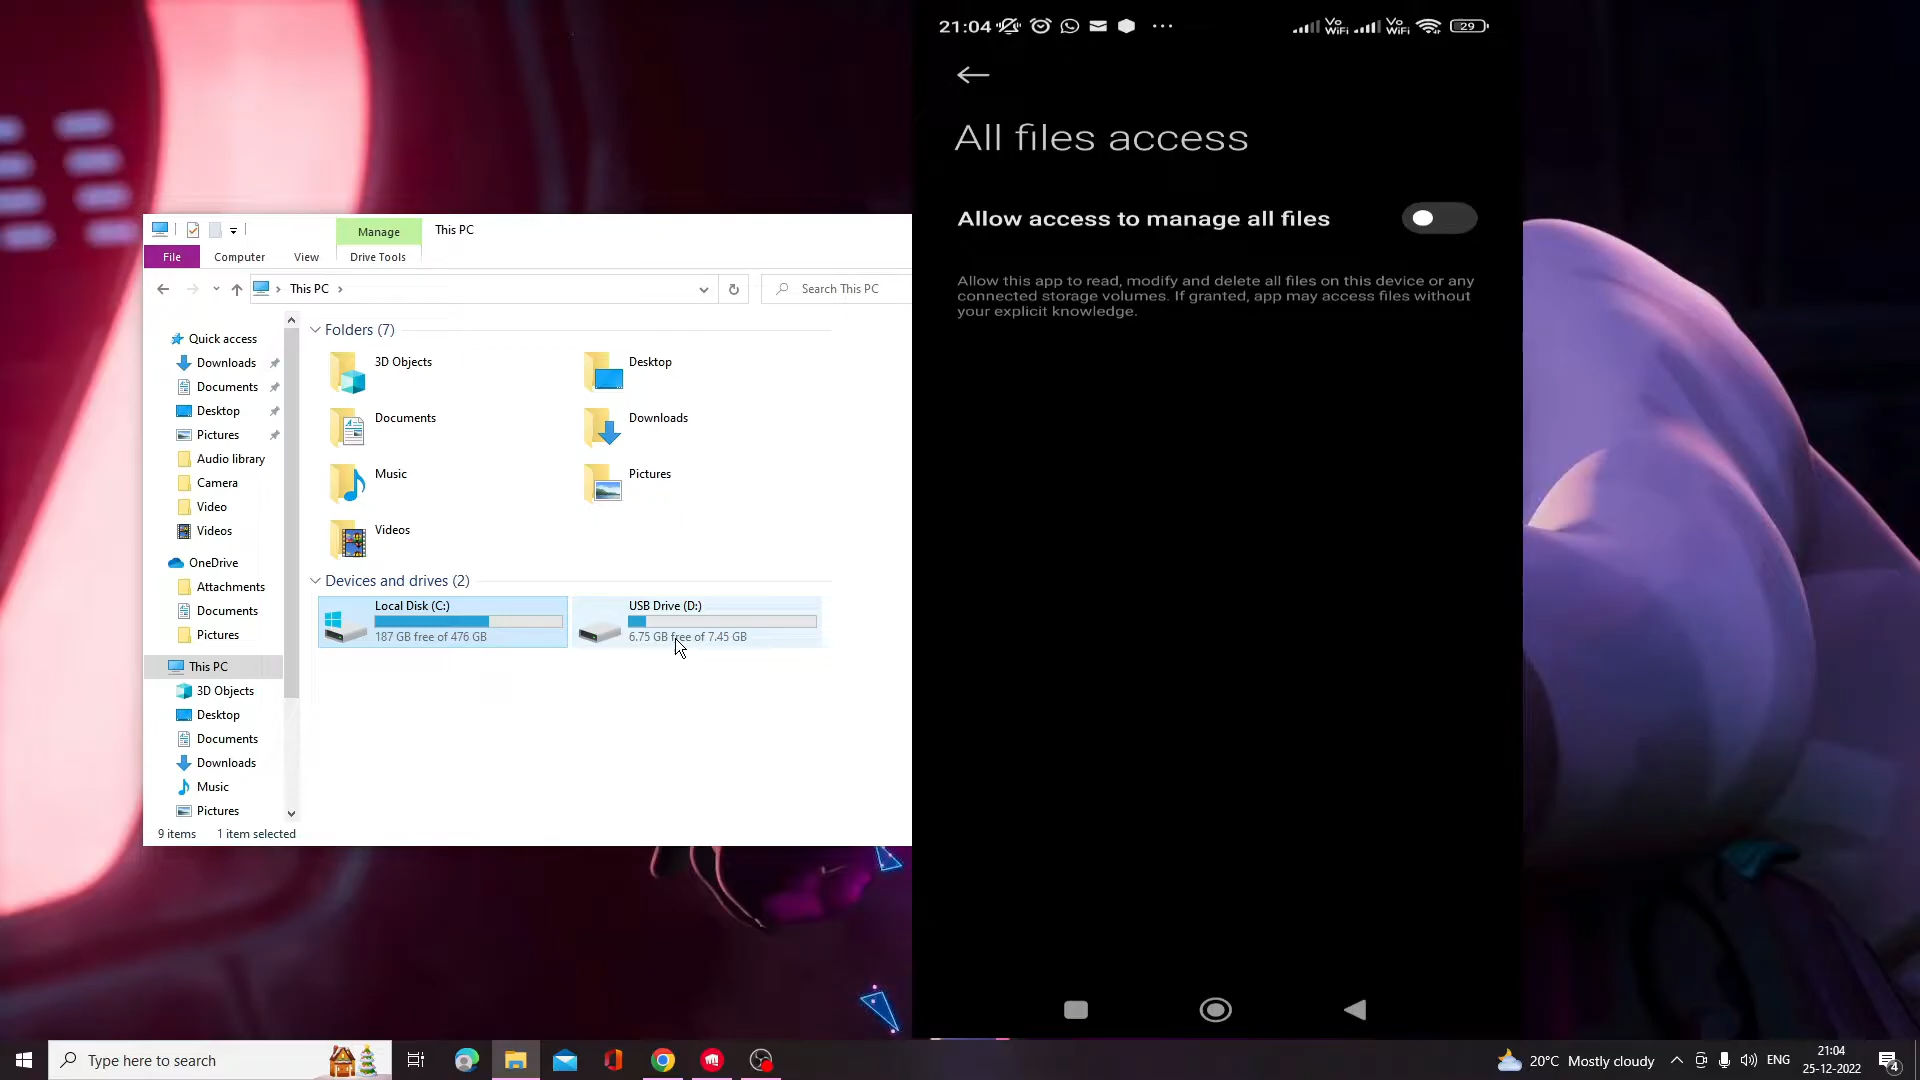 Manage
This PC
File
Computer
View
Drive Tools
This PC
Search This PC
Quick access
Downloads
Documents
Desktop
Pictures
Audio library
Camera
Video
Videos
OneDrive
Attachments
Documents
Pictures
This PC
3D Objects
Desktop
Documents
Downloads
Music
Pictures
Folders (7)
3D Objects
Desktop
Documents
Downloads
Music
Pictures
Videos
Devices and drives (2)
Local Disk (C:)
187 GB free of 476 GB
USB Drive (D:)
6.75 GB free of 7.45 GB
9 items
1 item selected
21:04
Vo
WiFi
Vo
WiFi
29
All files access
Allow access to manage all files
Allow this app to read, modify and delete all files on this device or any
connected storage volumes. If granted, app may access files without
your explicit knowledge.
Type here to search
20°C Mostly cloudy
ENG
21:04
25-12-2022
4